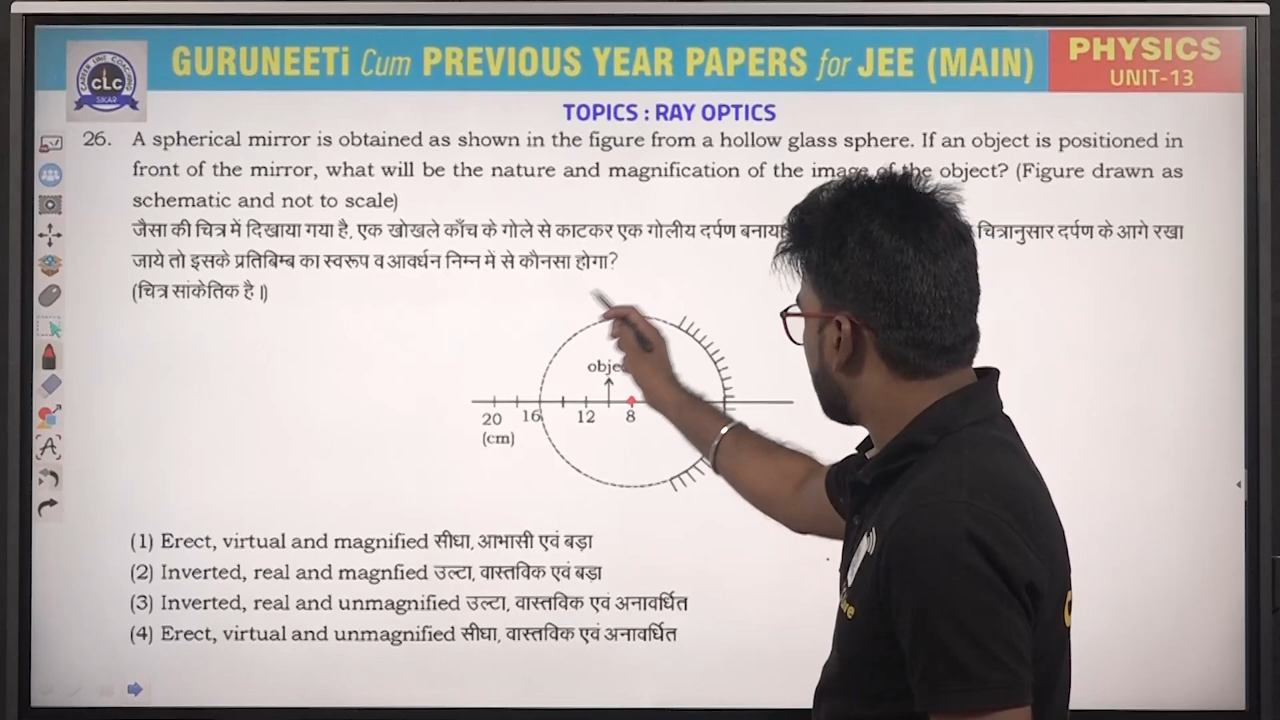 GURUNEETi Cum PREVIOUS YEAR PAPERS for JEE (MAIN)
PHYSICS
UNIT-13
CLC
SIKAR
TOPICS : RAY OPTICS
26. A spherical mirror is obtained as shown in the figure from a hollow glass sphere. If an object is positioned in
front of the mirror, what will be the nature and magnification of the image of the object? (Figure drawn as
schematic and not to scale)
जैसा की चित्र में दिखाया गया है, एक खोखले काँच के गोले से काटकर एक गोलीय दर्पण बनाया चित्रानुसार दर्पण के आगे रखा
जाये तो इसके प्रतिबिम्ब का स्वरूप व आवर्धन निम्न में से कौनसा होगा?
(चित्र सांकेतिक है।)
obje
20 16 12 8
(cm)
(1) Erect, virtual and magnified सीधा, आभासी एवं बड़ा
(2) Inverted, real and magnfied उल्टा, वास्तविक एवं बड़ा
(3) Inverted, real and unmagnified उल्टा, वास्तविक एवं अनावर्धित
(4) Erect, virtual and unmagnified सीधा, वास्तविक एवं अनावर्धित